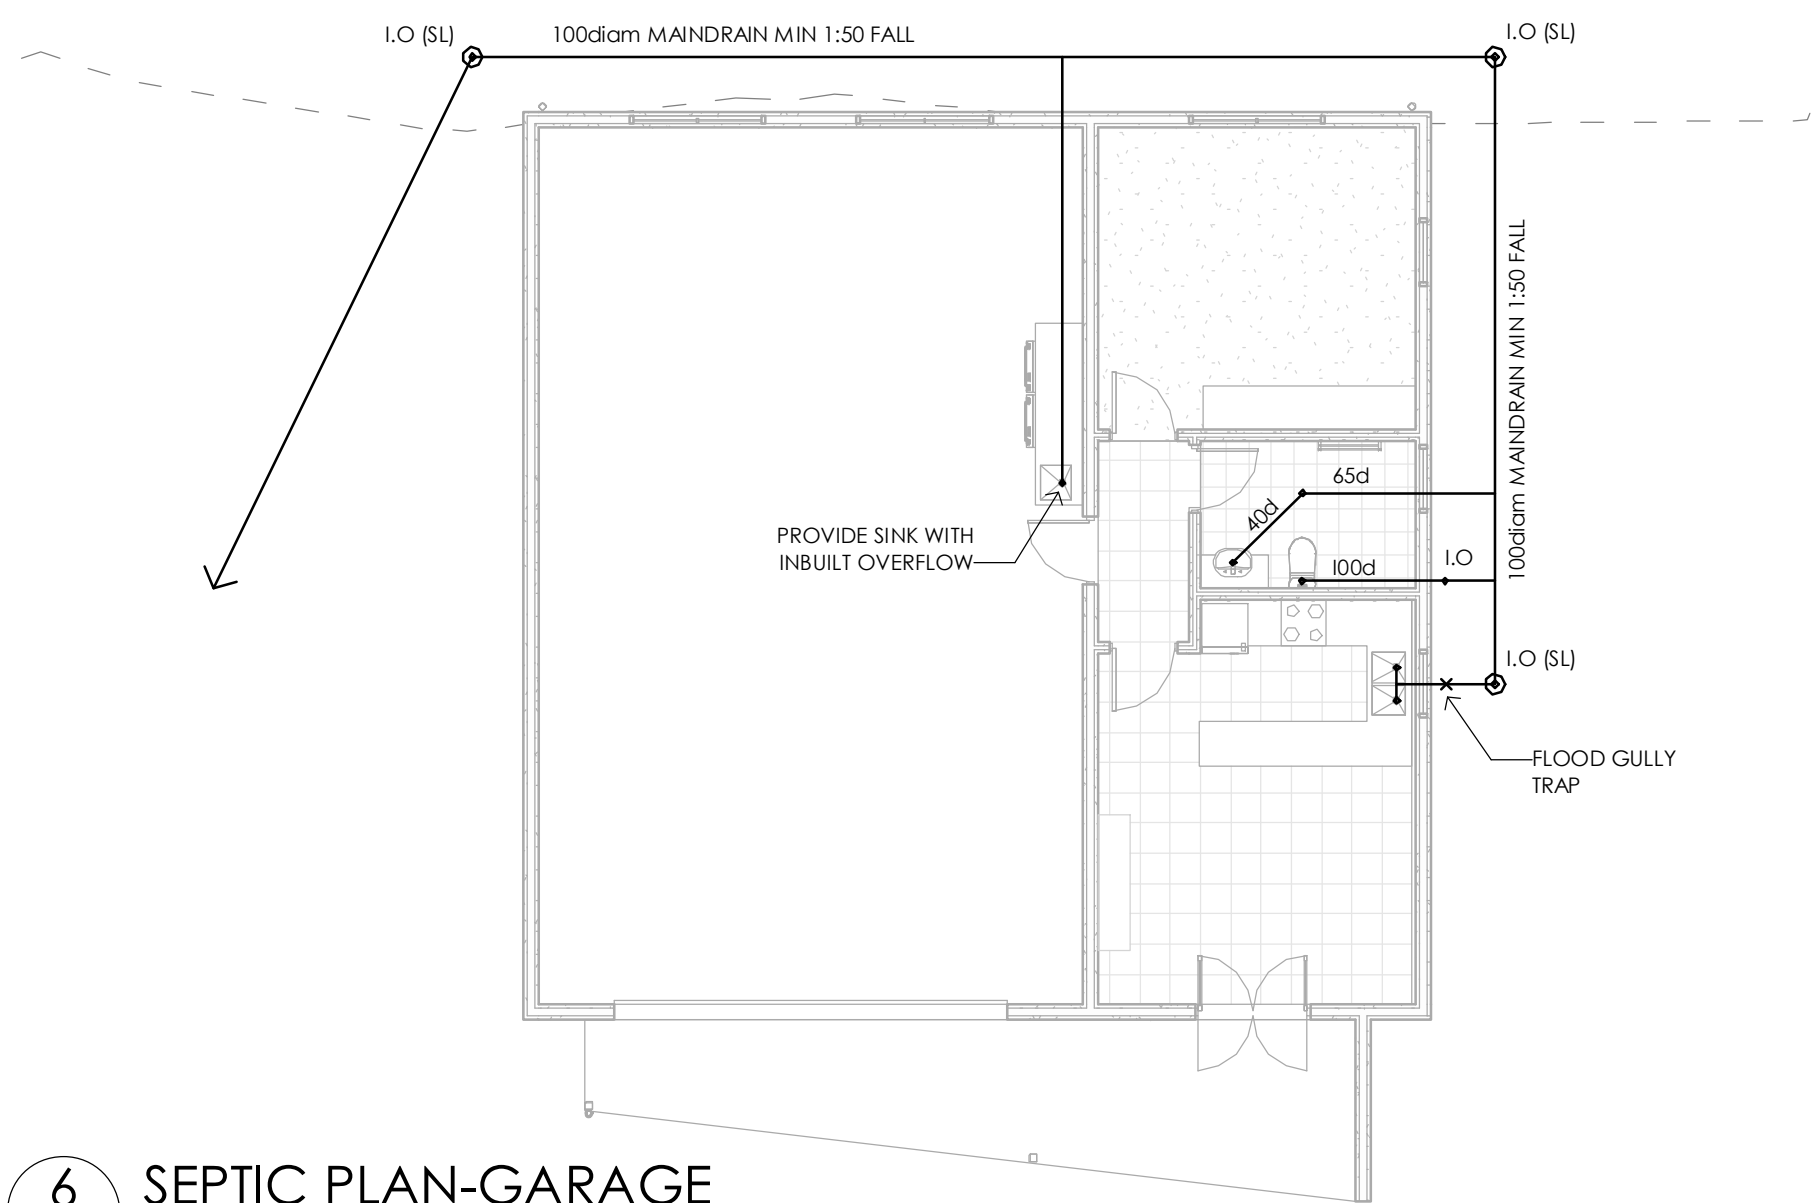 I.O (SL)
100diam MAINDRAIN MIN 1:50 FALL
I.O (SL)
100diam MAINDRAIN MIN 1:50 FALL
65d
40d
PROVIDE SINK WITH
INBUILT OVERFLOW
I.O
100d
I.O (SL)
FLOOD GULLY
TRAP
6
SEPTIC PLAN-GARAGE